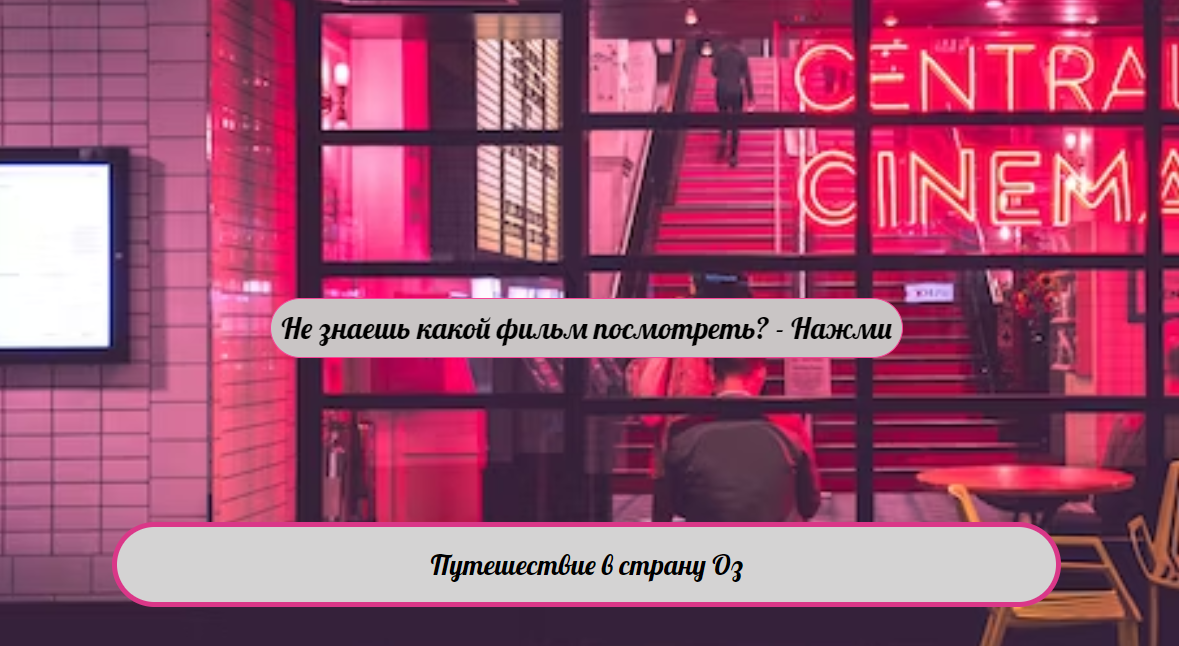 CENTRAL
CINEMA
Не знаешь какой фильм посмотреть? - Нажми
Путешествие в страну Оз